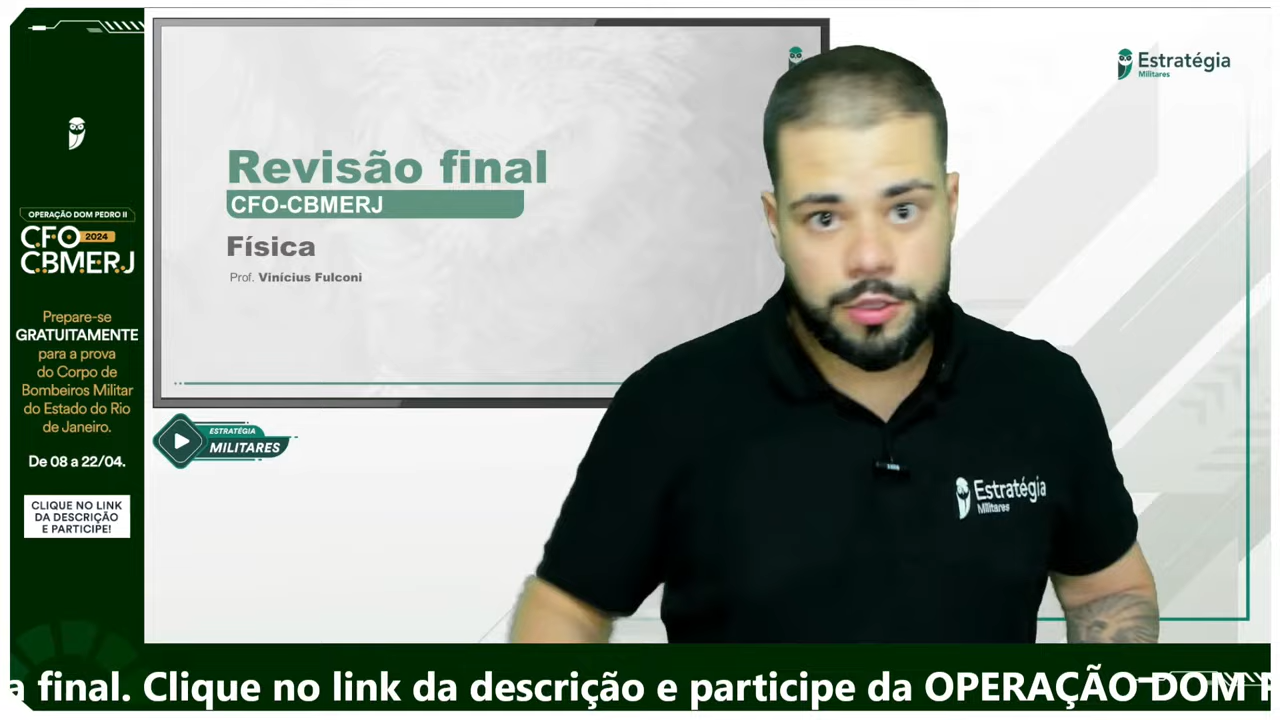 OPERAÇÃO DOM PEDRO II
CFO 2024
CBMERJ
Prepare-se
GRATUITAMENTE
para a prova
do Corpo de
Bombeiros Militar
do Estado do Rio
de Janeiro.
De 08 a 22/04.
CLIQUE NO LINK
DA DESCRIÇÃO
E PARTICIPE!
Revisão final
CFO-CBMERJ
Física
Prof. Vinícius Fulconi
ESTRATÉGIA
MILITARES
Estratégia
Militares
Estratégia
Militares
a final. Clique no link da descrição e participe da OPERAÇÃO DOM